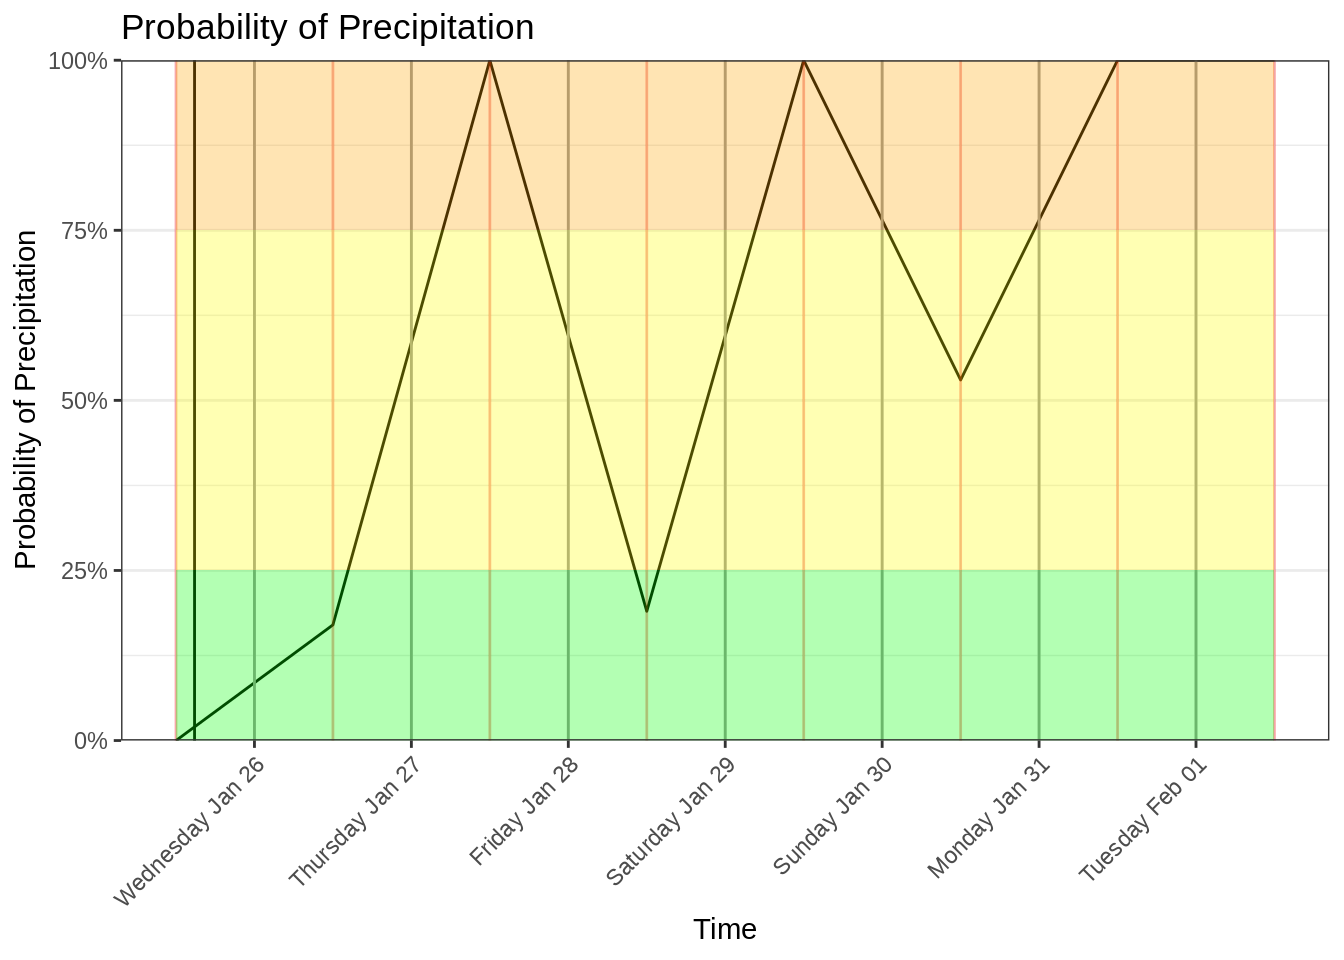 Probability of Precipitation
100%
75%
50%
25%
0%
Probability of Precipitation
Wednesday Jan 26
Thursday Jan 27
Friday Jan 28
Saturday Jan 29
Sunday Jan 30
Monday Jan 31
Tuesday Feb 01
Time